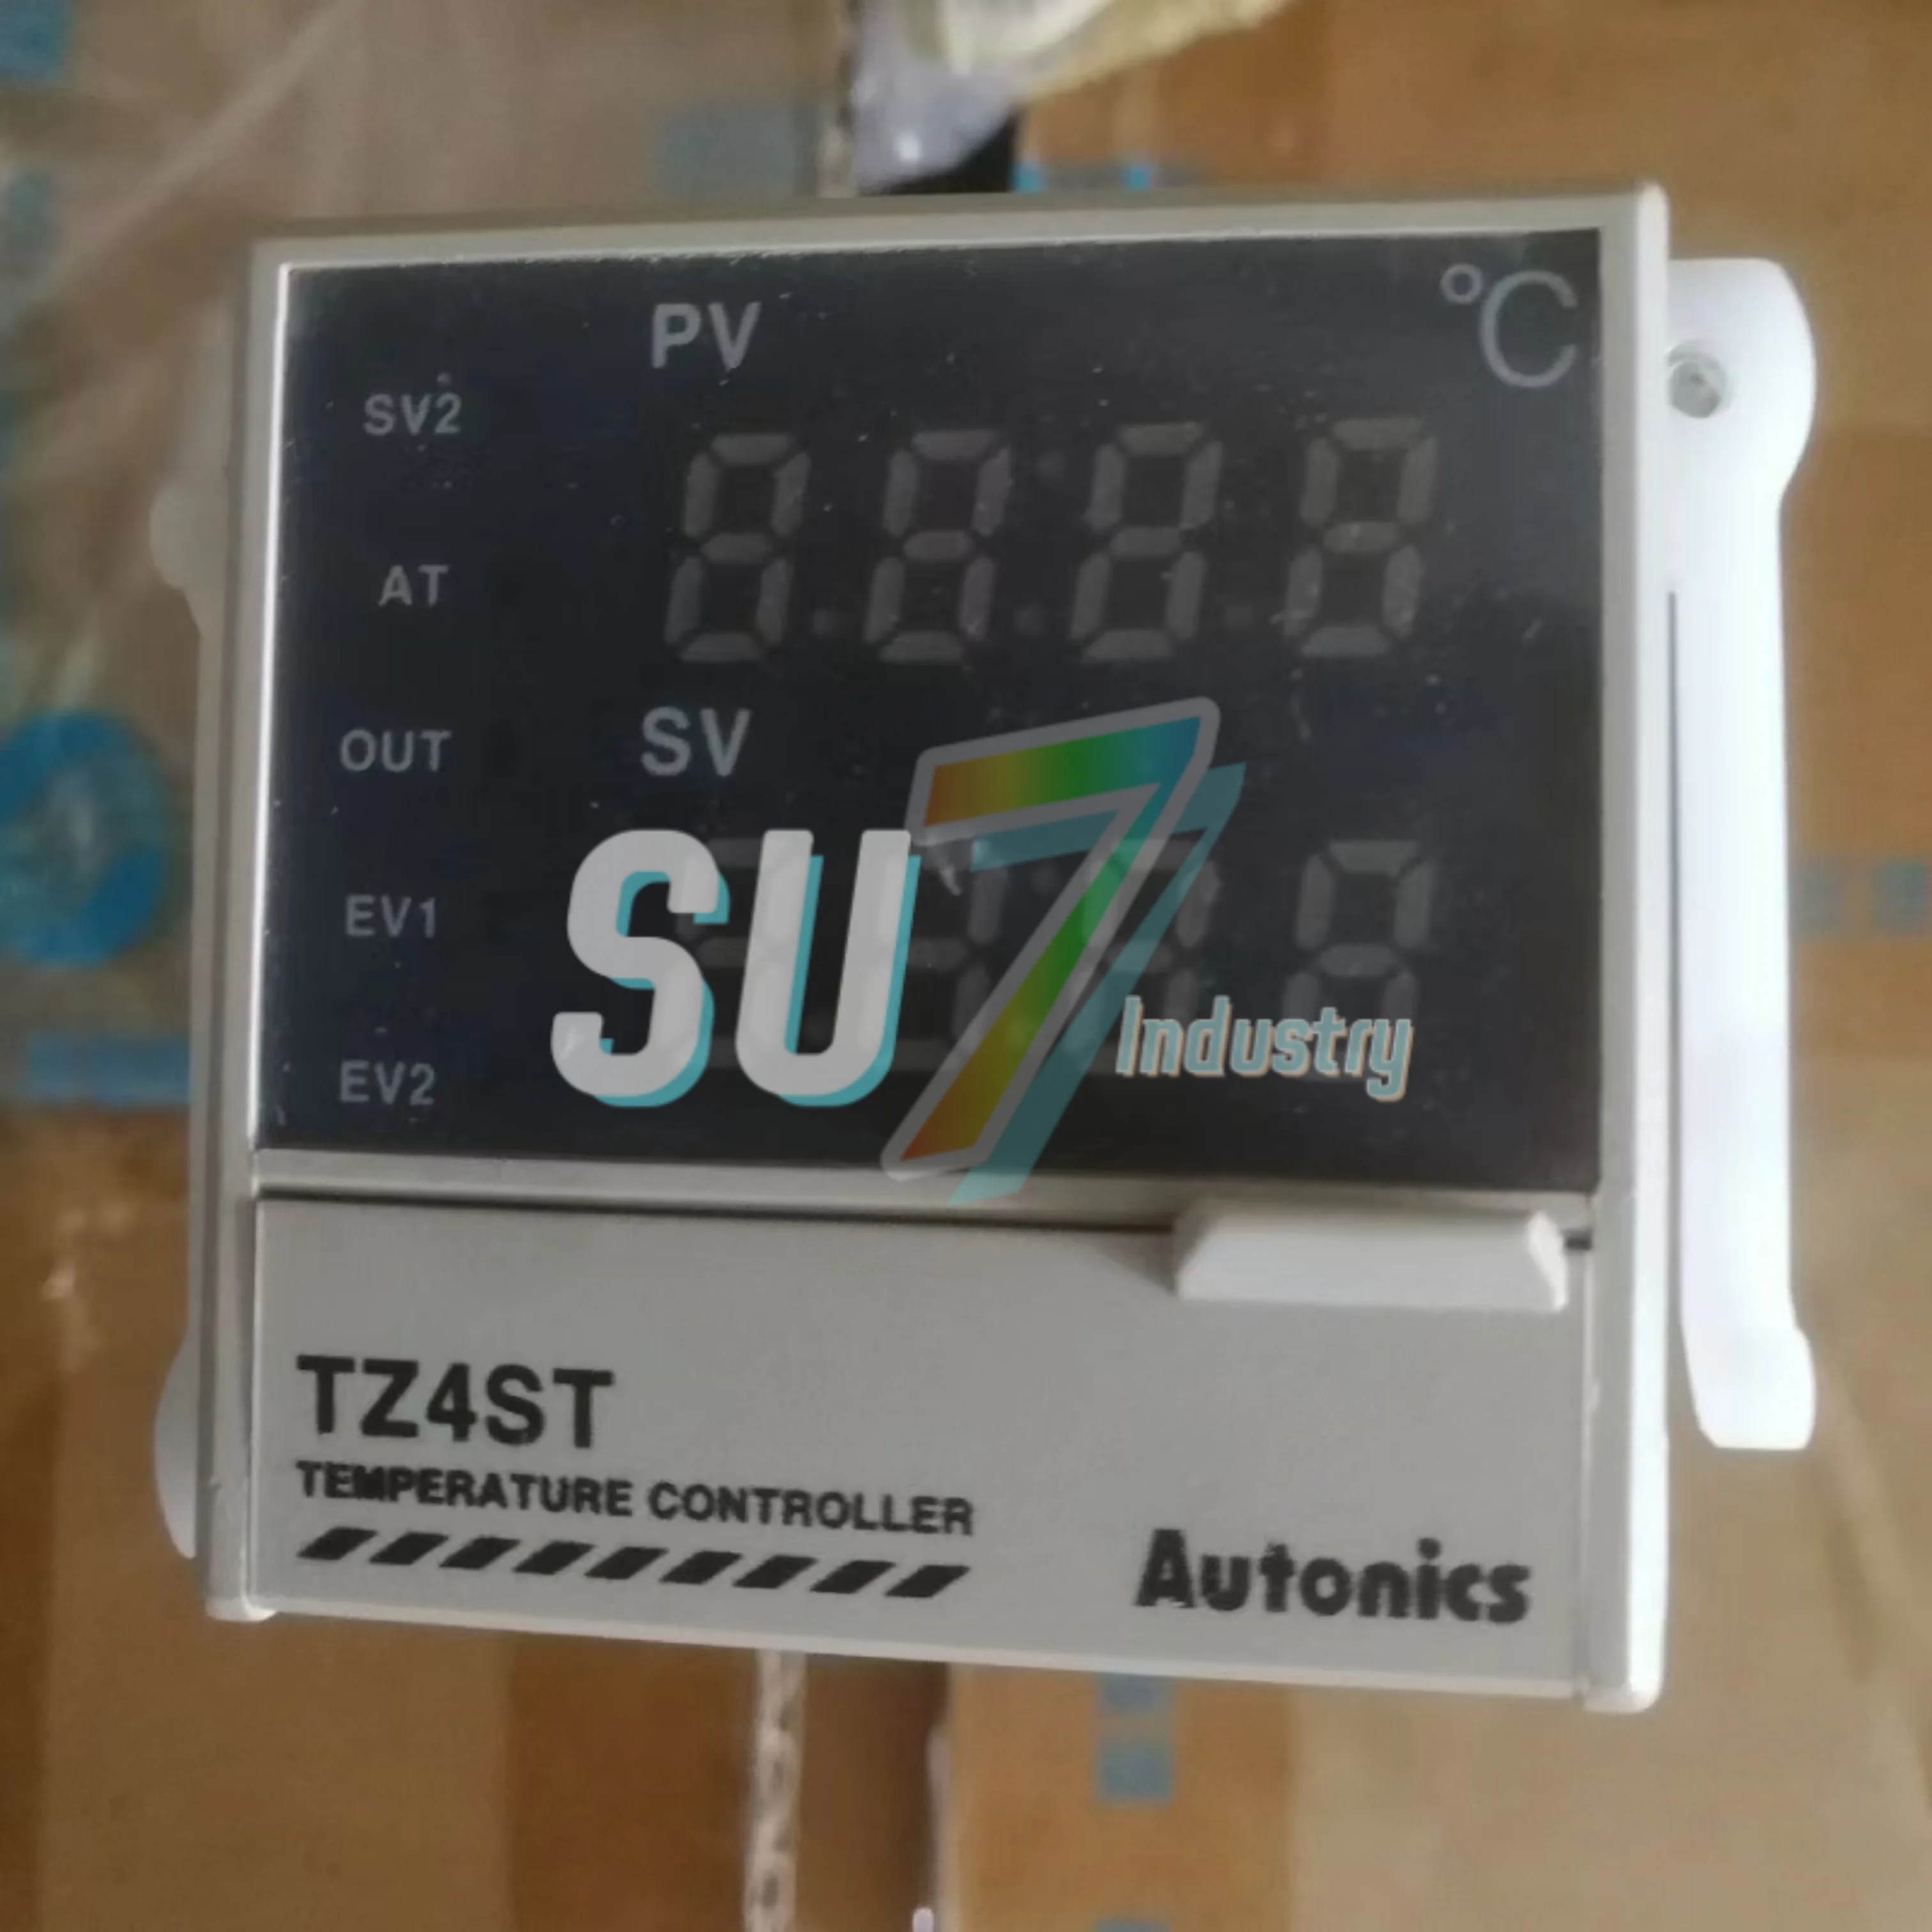 PV
°C
SV2
AT
OUT
SV
EV1
EV2
SU7
Industry
TZ4ST
TEMPERATURE CONTROLLER
Autonics